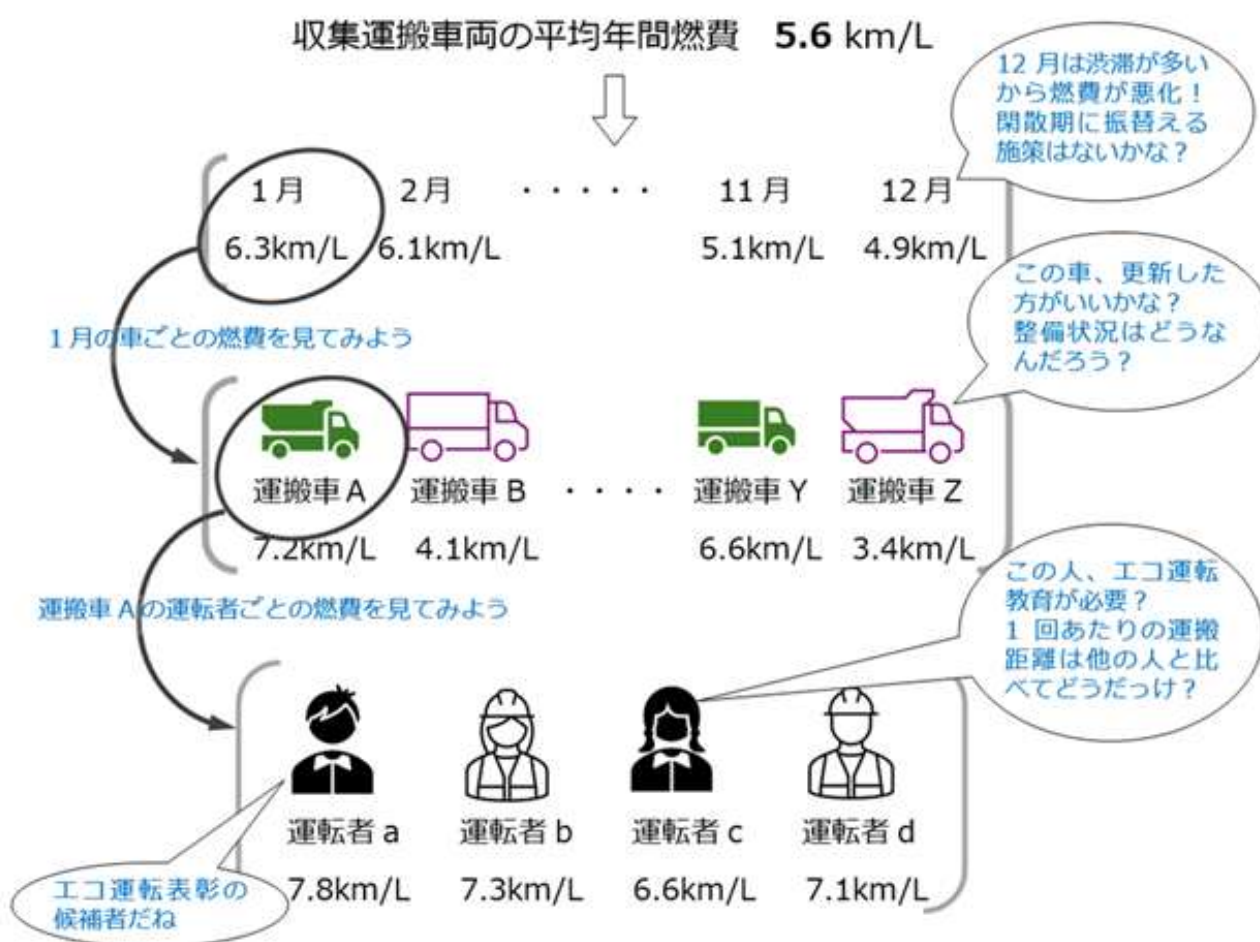 収集運搬車両の平均年間燃費 5.6 km/L
12 月は渋滞が多い
から燃費が悪化！
閑散期に振替える
施策はないかな？
1 月 2 月 ・・・・・ 11 月 12 月
6.3km/L 6.1km/L 5.1km/L 4.9km/L
この車、更新した
方がいいかな？
整備状況はどうな
んだろう？
1 月の車ごとの燃費を見てみよう
運搬車 A 運搬車 B ・・・・ 運搬車 Y 運搬車 Z
7.2km/L 4.1km/L 6.6km/L 3.4km/L
この人、エコ運転
教育が必要？
1 回あたりの運搬
距離は他の人と比
べてどうだっけ？
運搬車 A の運転者ごとの燃費を見てみよう
運転者 a 運転者 b 運転者 c 運転者 d
7.8km/L 7.3km/L 6.6km/L 7.1km/L
エコ運転表彰の
候補者だね